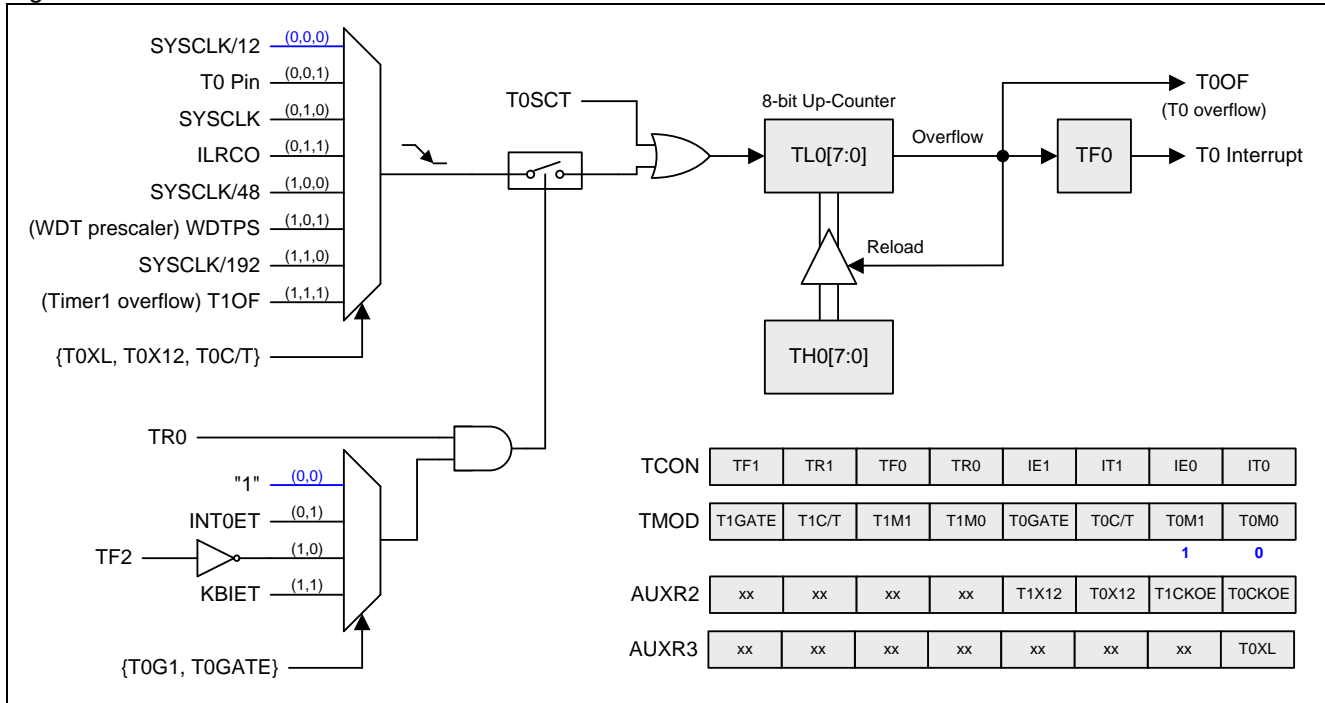 SYSCLK/12 (0,0,0)
T0 Pin (0,0,1)
SYSCLK (0,1,0)
ILRCO (0,1,1)
SYSCLK/48 (1,0,0)
(WDT prescaler) WDTPS (1,0,1)
SYSCLK/192 (1,1,0)
(Timer1 overflow) T1OF (1,1,1)
{T0XL, T0X12, T0C/T}
T0SCT
8-bit Up-Counter
TL0[7:0]
Overflow
T0OF
(T0 overflow)
TF0
T0 Interrupt
Reload
TH0[7:0]
TR0
"1" (0,0)
INT0ET (0,1)
TF2 (1,0)
KBIET (1,1)
{T0G1, T0GATE}
TCON TF1 TR1 TF0 TR0 IE1 IT1 IE0 IT0
TMOD T1GATE T1C/T T1M1 T1M0 T0GATE T0C/T T0M1 T0M0
1 0
AUXR2 xx xx xx xx T1X12 T0X12 T1CKOE T0CKOE
AUXR3 xx xx xx xx xx xx xx T0XL